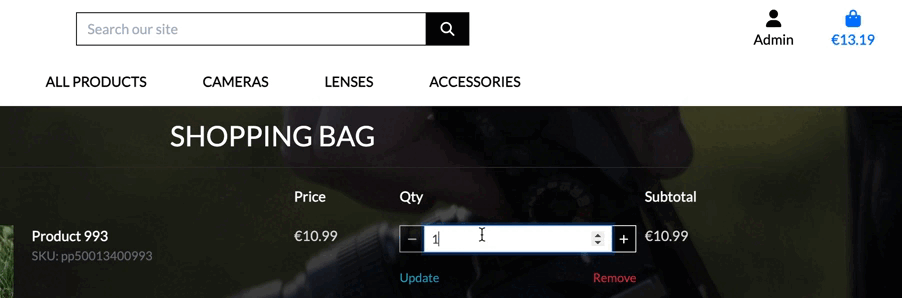 Search our site
Admin
€13.19
ALL PRODUCTS CAMERAS LENSES ACCESSORIES
SHOPPING BAG
Price Qty Subtotal
Product 993 €10.99 − 1 + €10.99
SKU: pp50013400993
Update Remove